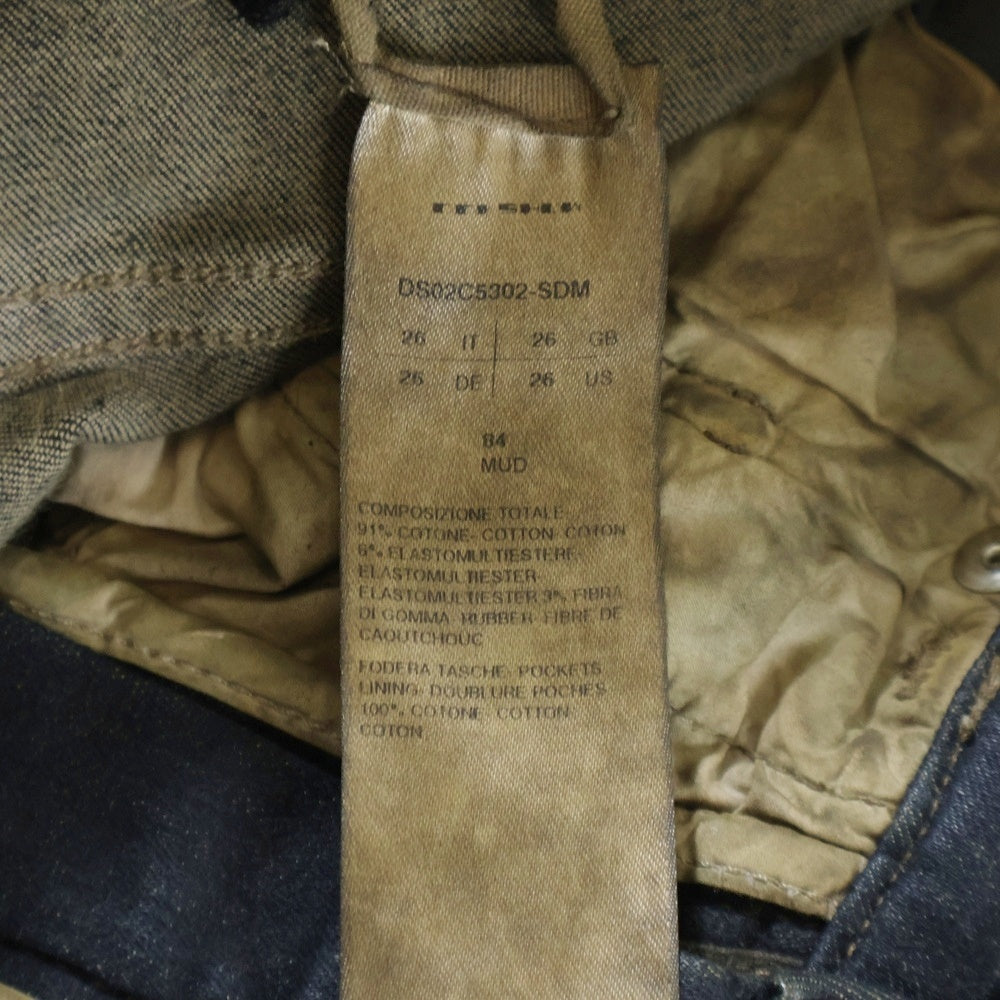 DS02C5302-SDM
26 IT 26 GB
26 DE 26 US
84
MUD
COMPOSIZIONE TOTALE
91% COTONE- COTTON- COTON
6% ELASTOMULTIESTERE-
ELASTOMULTIESTER
ELASTOMULTIESTER 3% FIBRA
DI GOMMA- RUBBER- FIBRE DE
CAOUTCHOUC
FODERA TASCHE- POCKETS
LINING- DOUBLURE POCHES
100% COTONE- COTTON-
COTON